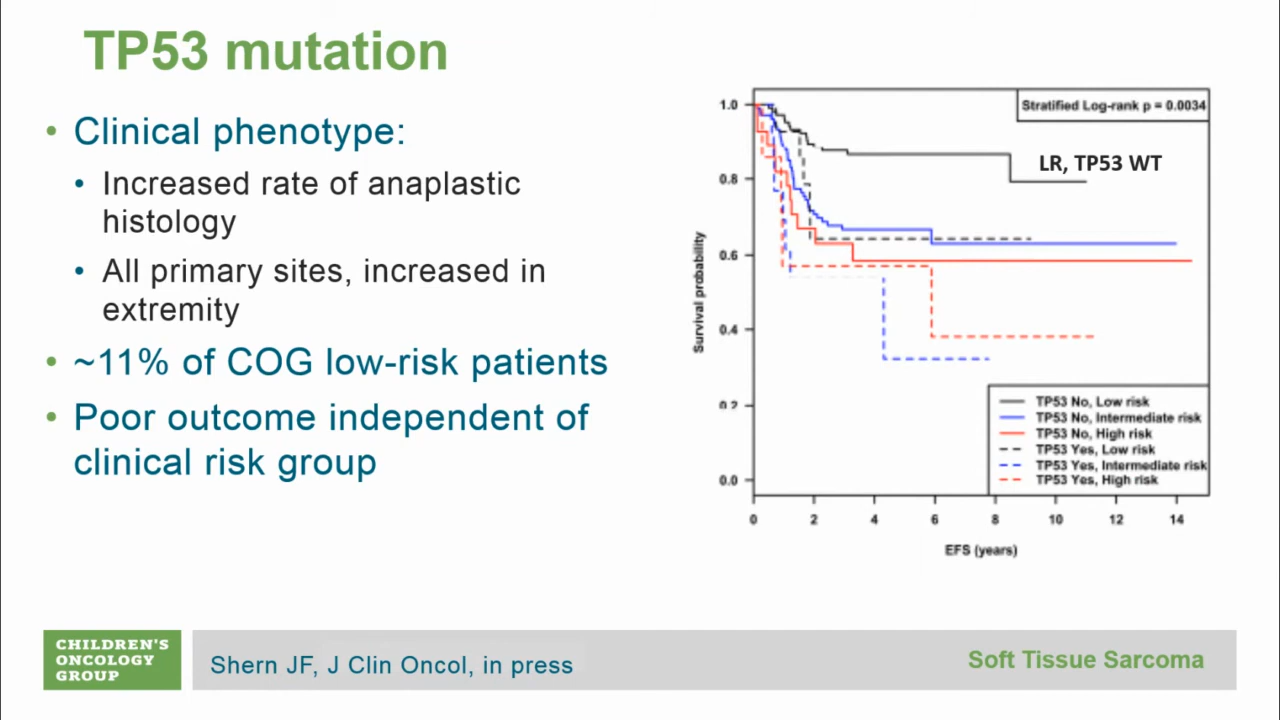 TP53 mutation
• Clinical phenotype:
• Increased rate of anaplastic
histology
• All primary sites, increased in
extremity
• ~11% of COG low-risk patients
• Poor outcome independent of
clinical risk group
Stratified Log-rank p = 0.0034
LR, TP53 WT
Survival probability
1.0
0.8
0.6
0.4
0.2
0.0
TP53 No, Low risk
TP53 No, Intermediate risk
TP53 No, High risk
TP53 Yes, Low risk
TP53 Yes, Intermediate risk
TP53 Yes, High risk
0 2 4 6 8 10 12 14
EFS (years)
CHILDREN'S
ONCOLOGY
GROUP
Shern JF, J Clin Oncol, in press
Soft Tissue Sarcoma